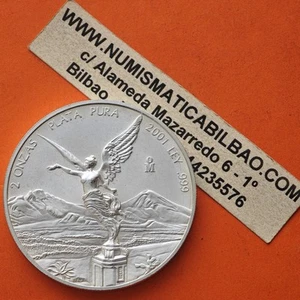 WWW.NUMISMATICABILBAO.COM
c/ Alameda Mazarredo 6 - 1º
Bilbao
4235576
2 ONZAS PLATA PURA 2001 LEY .999
Mo